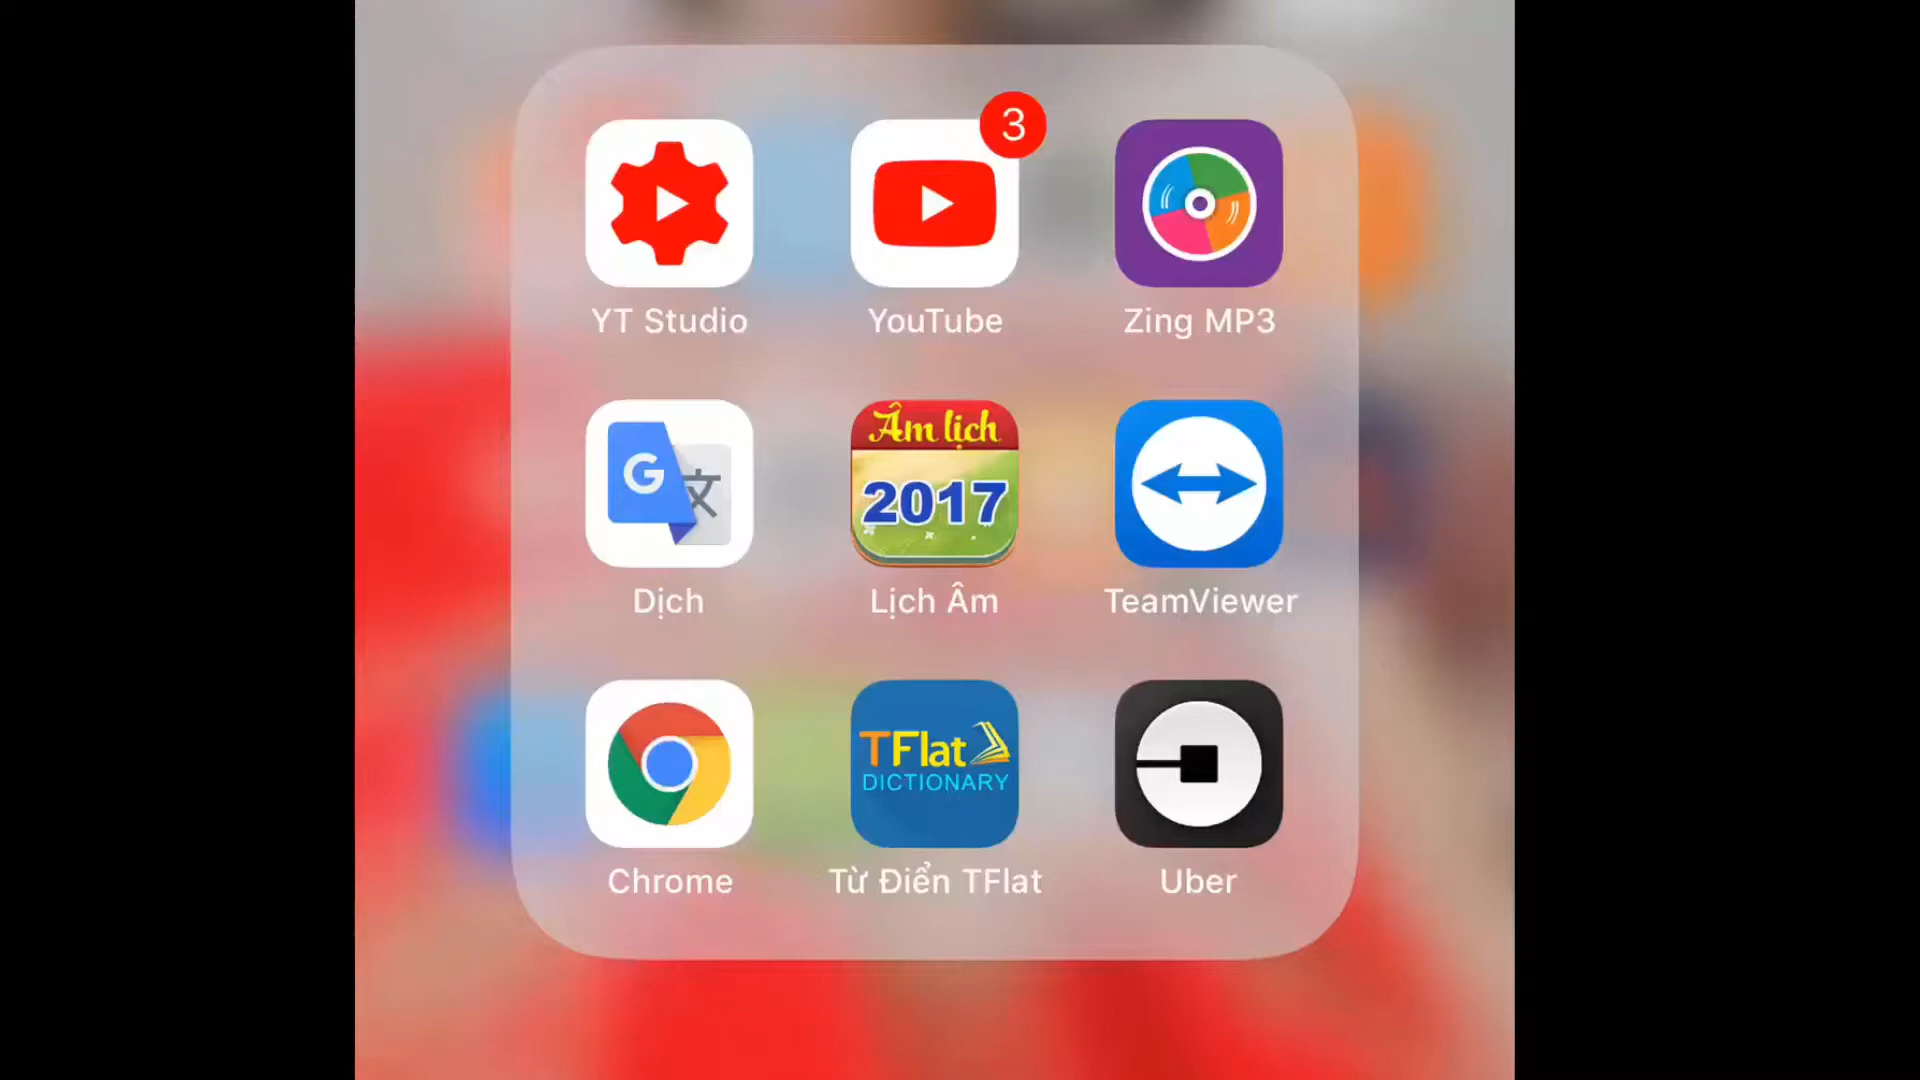 3
YT Studio
YouTube
Zing MP3
G 文
Âm lịch
2017
Dịch
Lịch Âm
TeamViewer
TFlat
DICTIONARY
Chrome
Từ Điển TFlat
Uber